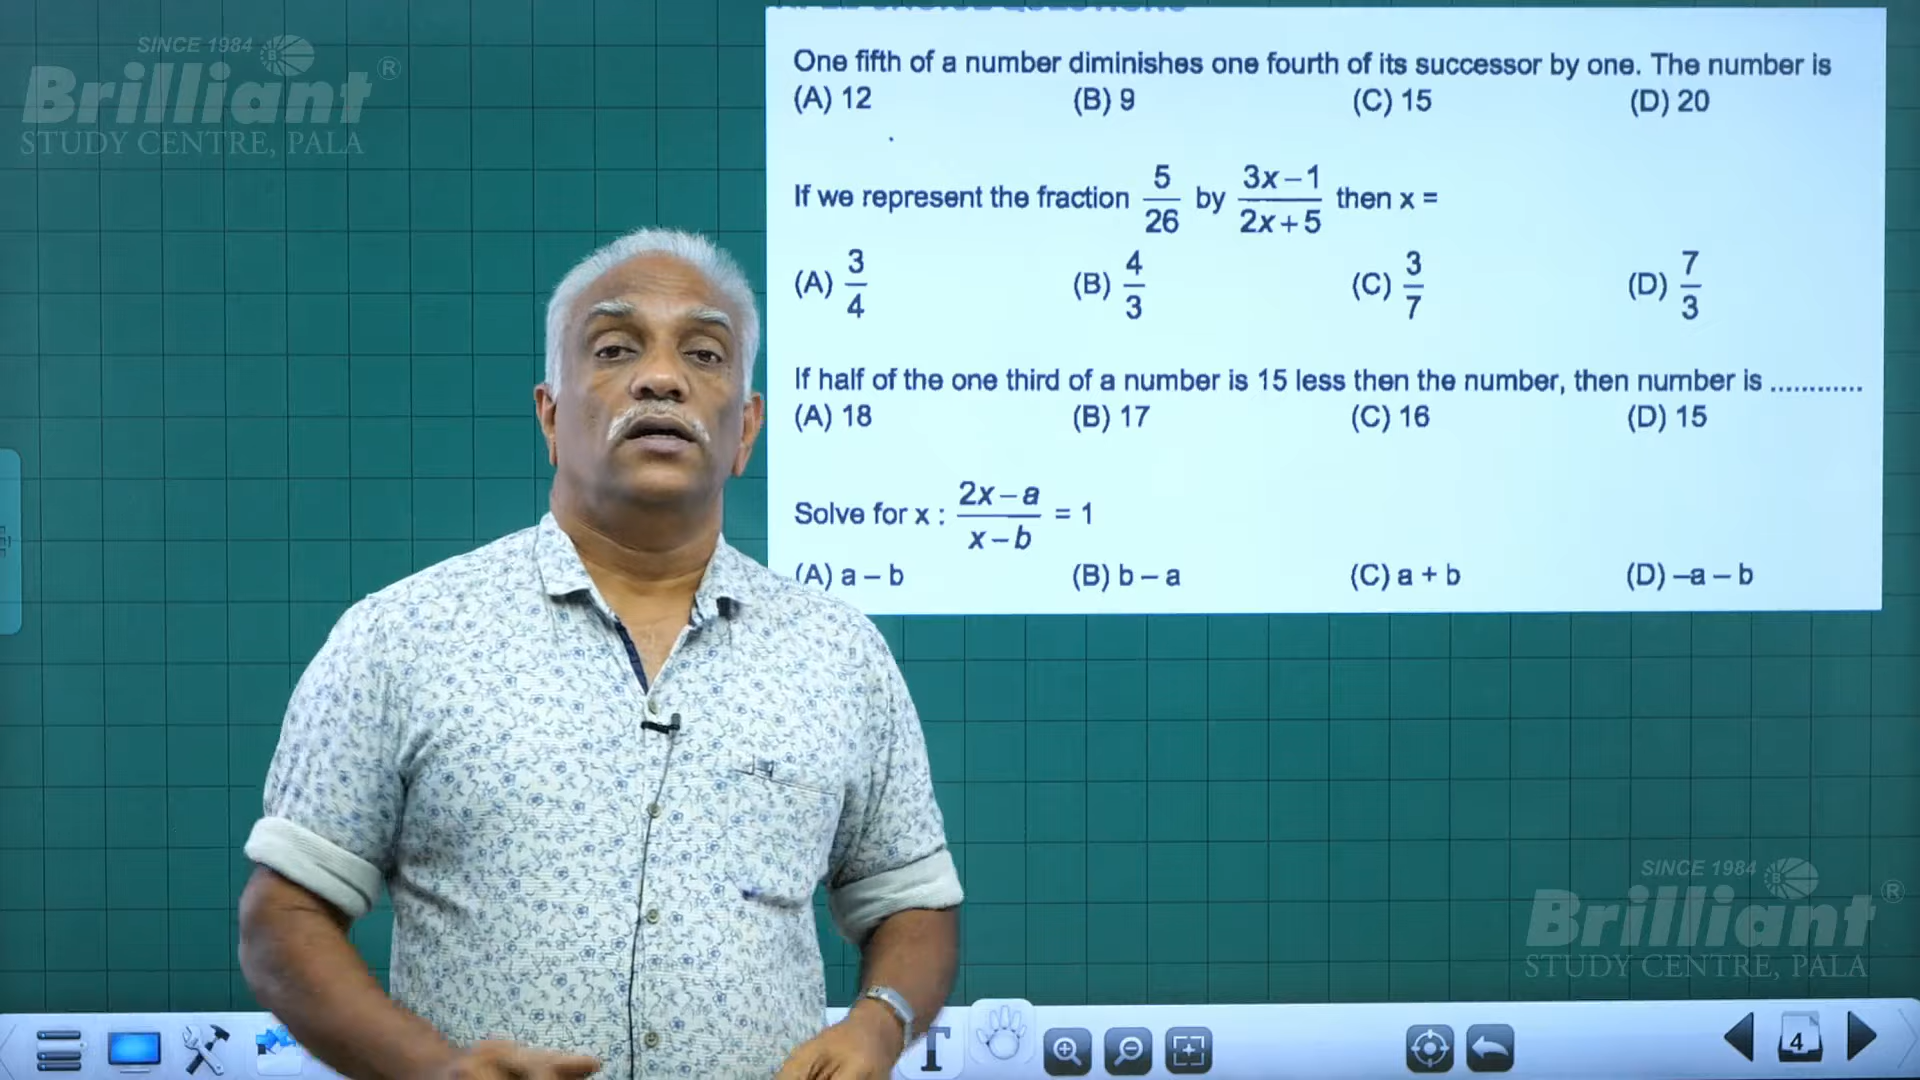 SINCE 1984
Brilliant ®
STUDY CENTRE, PALA
One fifth of a number diminishes one fourth of its successor by one. The number is
(A) 12 (B) 9 (C) 15 (D) 20
If we represent the fraction 5/26 by (3x – 1)/(2x + 5) then x =
(A) 3/4 (B) 4/3 (C) 3/7 (D) 7/3
If half of the one third of a number is 15 less then the number, then number is ............
(A) 18 (B) 17 (C) 16 (D) 15
Solve for x : (2x – a)/(x – b) = 1
(A) a – b (B) b – a (C) a + b (D) –a – b
SINCE 1984
Brilliant ®
STUDY CENTRE, PALA
T
4